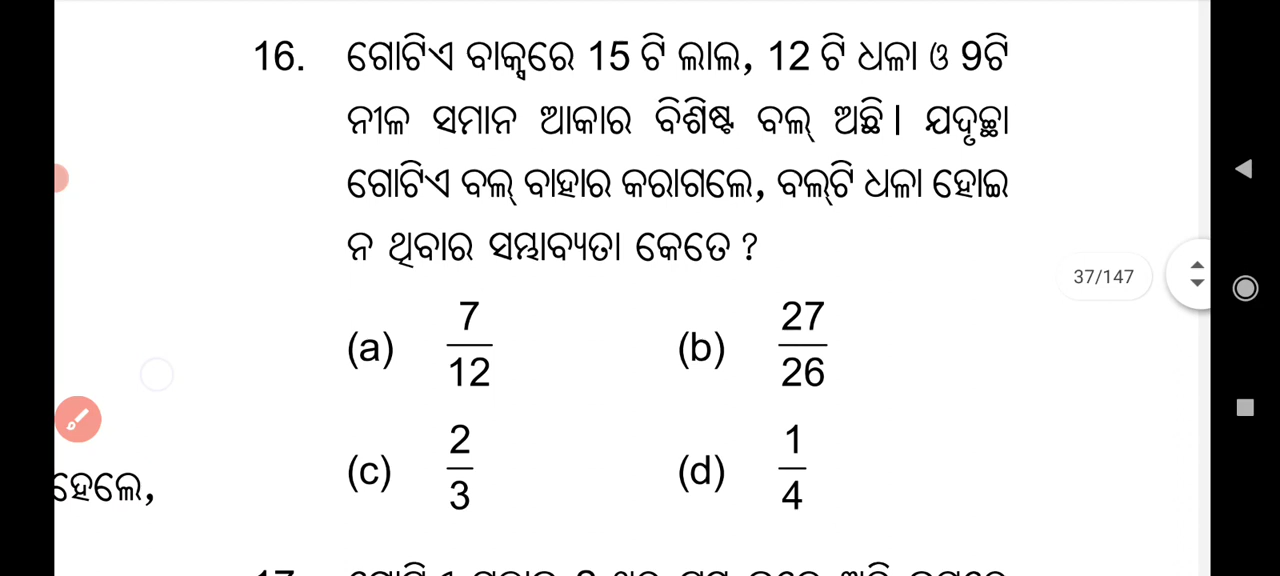 16. ଗୋଟିଏ ବାକ୍ସରେ 15 ଟି ଲାଲ, 12 ଟି ଧଳା ଓ 9ଟି
ନୀଳ ସମାନ ଆକାର ବିଶିଷ୍ଟ ବଲ୍ ଅଛି। ଯଦୃଚ୍ଛା
ଗୋଟିଏ ବଲ୍ ବାହାର କରାଗଲେ, ବଲ୍‌ଟି ଧଳା ହୋଇ
ନ ଥିବାର ସମ୍ଭାବ୍ୟତା କେତେ ?
37/147
(a) 7/12 (b) 27/26
(c) 2/3 (d) 1/4
ହେଲେ,